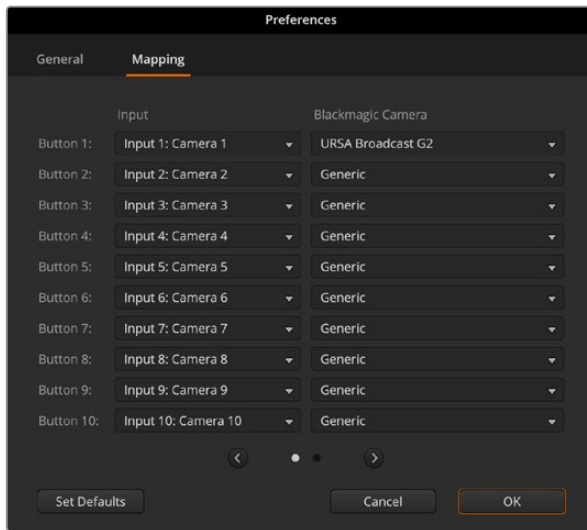 Preferences
General Mapping
Input Blackmagic Camera
Button 1: Input 1: Camera 1 URSA Broadcast G2
Button 2: Input 2: Camera 2 Generic
Button 3: Input 3: Camera 3 Generic
Button 4: Input 4: Camera 4 Generic
Button 5: Input 5: Camera 5 Generic
Button 6: Input 6: Camera 6 Generic
Button 7: Input 7: Camera 7 Generic
Button 8: Input 8: Camera 8 Generic
Button 9: Input 9: Camera 9 Generic
Button 10: Input 10: Camera 10 Generic
Set Defaults Cancel OK